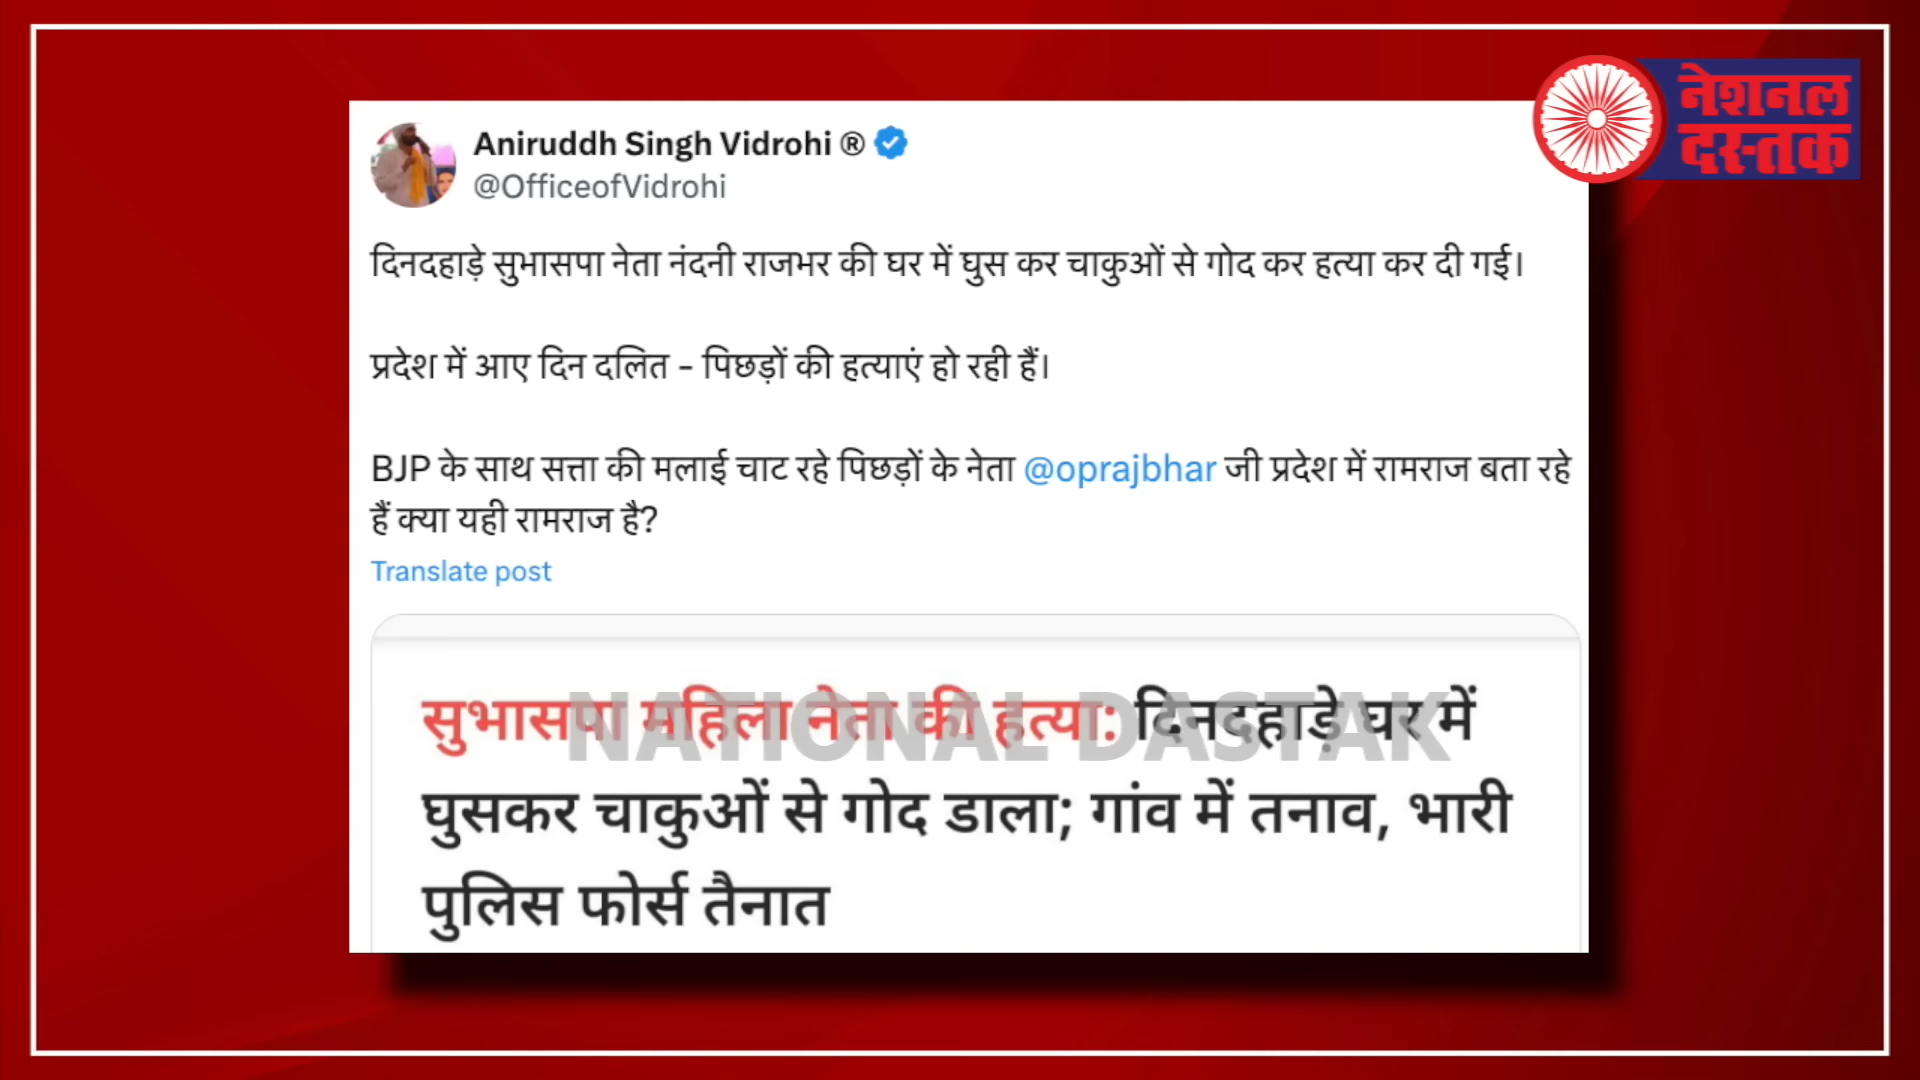 नेशनल
दस्तक
Aniruddh Singh Vidrohi ®
@OfficeofVidrohi
दिनदहाड़े सुभासपा नेता नंदनी राजभर की घर में घुस कर चाकुओं से गोद कर हत्या कर दी गई।
प्रदेश में आए दिन दलित - पिछड़ों की हत्याएं हो रही हैं।
BJP के साथ सत्ता की मलाई चाट रहे पिछड़ों के नेता @oprajbhar जी प्रदेश में रामराज बता रहे
हैं क्या यही रामराज है?
Translate post
सुभासपा महिला नेता की हत्या: दिनदहाड़े घर में
NATIONAL DASTAK
घुसकर चाकुओं से गोद डाला; गांव में तनाव, भारी
पुलिस फोर्स तैनात